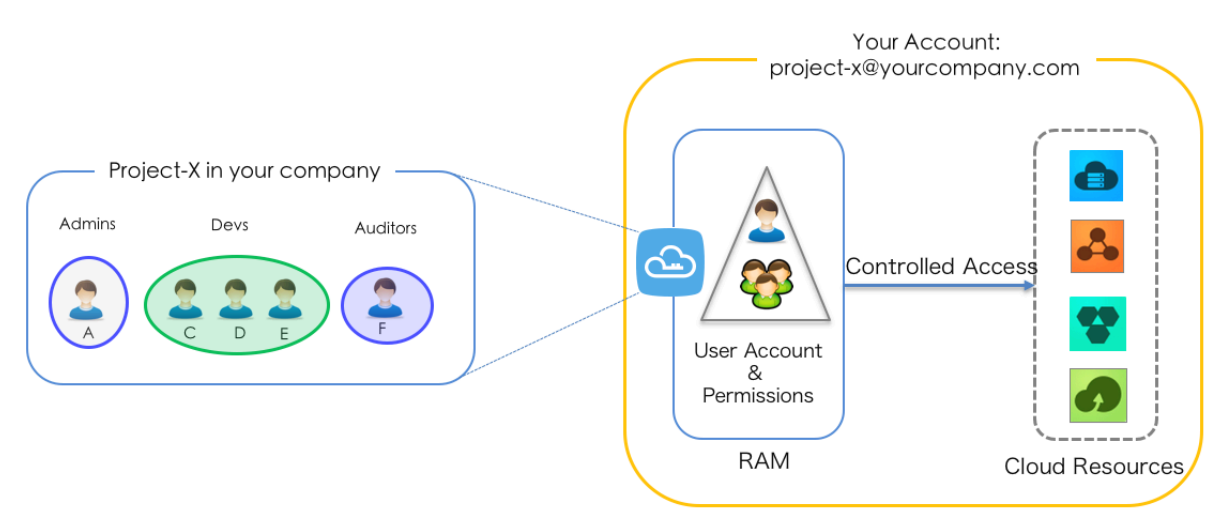 Your Account:
project-x@yourcompany.com
Project-X in your company
Admins
Devs
Auditors
A
C
D
E
F
Controlled Access
User Account
&
Permissions
RAM
Cloud Resources